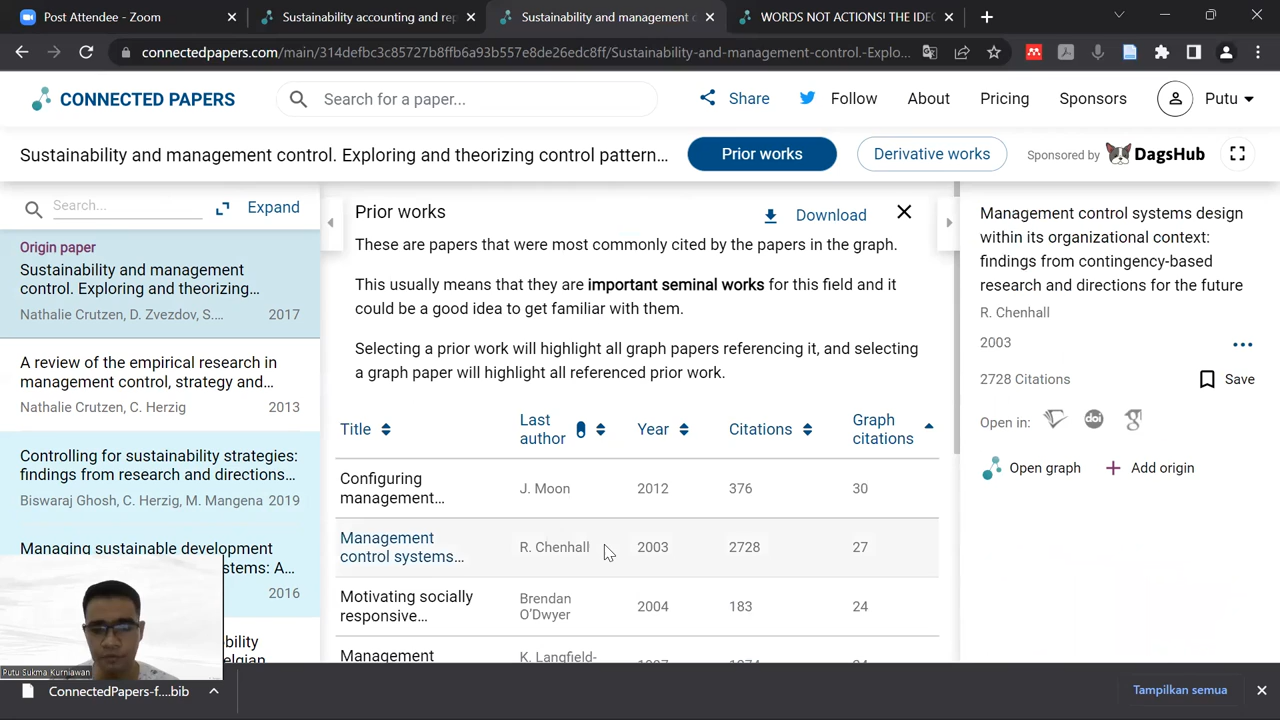 Post Attendee - Zoom
Sustainability accounting and rep
Sustainability and management c
WORDS NOT ACTIONS! THE IDEO
connectedpapers.com/main/314defbc3c85727b8ffb6a93b557e8de26edc8ff/Sustainability-and-management-control.-Explo...
CONNECTED PAPERS
Search for a paper...
Share
Follow
About
Pricing
Sponsors
Putu
Sustainability and management control. Exploring and theorizing control pattern...
Prior works
Derivative works
Sponsored by
DagsHub
Search...
Expand
Origin paper
Sustainability and management
control. Exploring and theorizing...
Nathalie Crutzen, D. Zvezdov, S.... 2017
A review of the empirical research in
management control, strategy and...
Nathalie Crutzen, C. Herzig 2013
Controlling for sustainability strategies:
findings from research and directions...
Biswaraj Ghosh, C. Herzig, M. Mangena 2019
Managing sustainable development
stems: A...
2016
bility
elgian
Putu Sukma Kurniawan
Prior works
Download
These are papers that were most commonly cited by the papers in the graph.
This usually means that they are important seminal works for this field and it
could be a good idea to get familiar with them.
Selecting a prior work will highlight all graph papers referencing it, and selecting
a graph paper will highlight all referenced prior work.
Title Last author Year Citations Graph citations
Configuring management... J. Moon 2012 376 30
Management control systems... R. Chenhall 2003 2728 27
Motivating socially responsive... Brendan O'Dwyer 2004 183 24
Management K. Langfield-
Management control systems design
within its organizational context:
findings from contingency-based
research and directions for the future
R. Chenhall
2003
2728 Citations
Save
Open in:
doi
Open graph
Add origin
ConnectedPapers-f....bib
Tampilkan semua